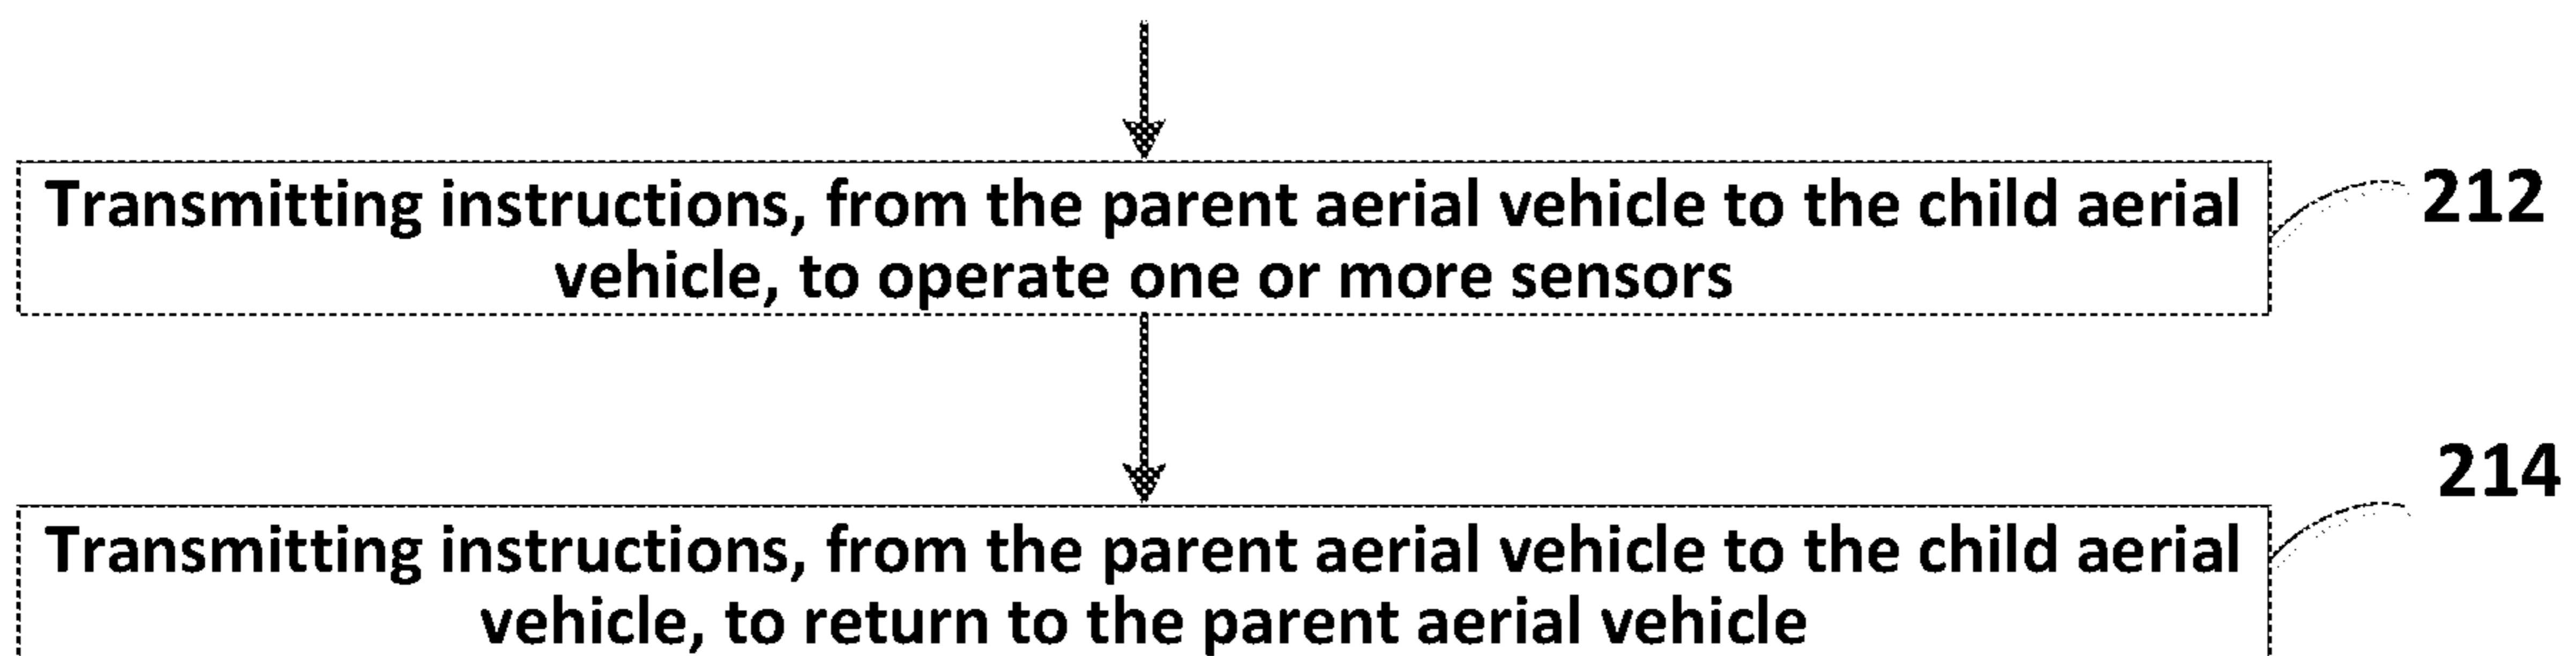 Transmitting instructions, from the parent aerial vehicle to the child aerial
vehicle, to operate one or more sensors
212
Transmitting instructions, from the parent aerial vehicle to the child aerial
vehicle, to return to the parent aerial vehicle
214